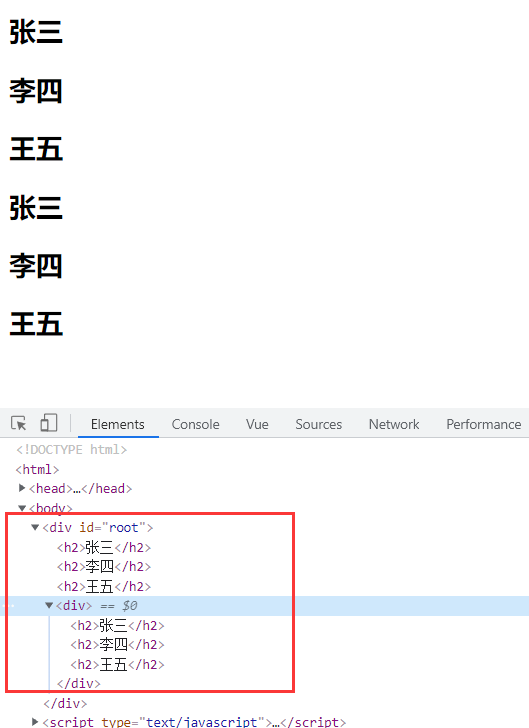 张三
李四
王五
张三
李四
王五
Elements Console Vue Sources Network Performance
<!DOCTYPE html>
<html>
<head>…</head>
<body>
<div id="root">
<h2>张三</h2>
<h2>李四</h2>
<h2>王五</h2>
<div> == $0
<h2>张三</h2>
<h2>李四</h2>
<h2>王五</h2>
</div>
</div>
<script type="text/javascript">…</script>